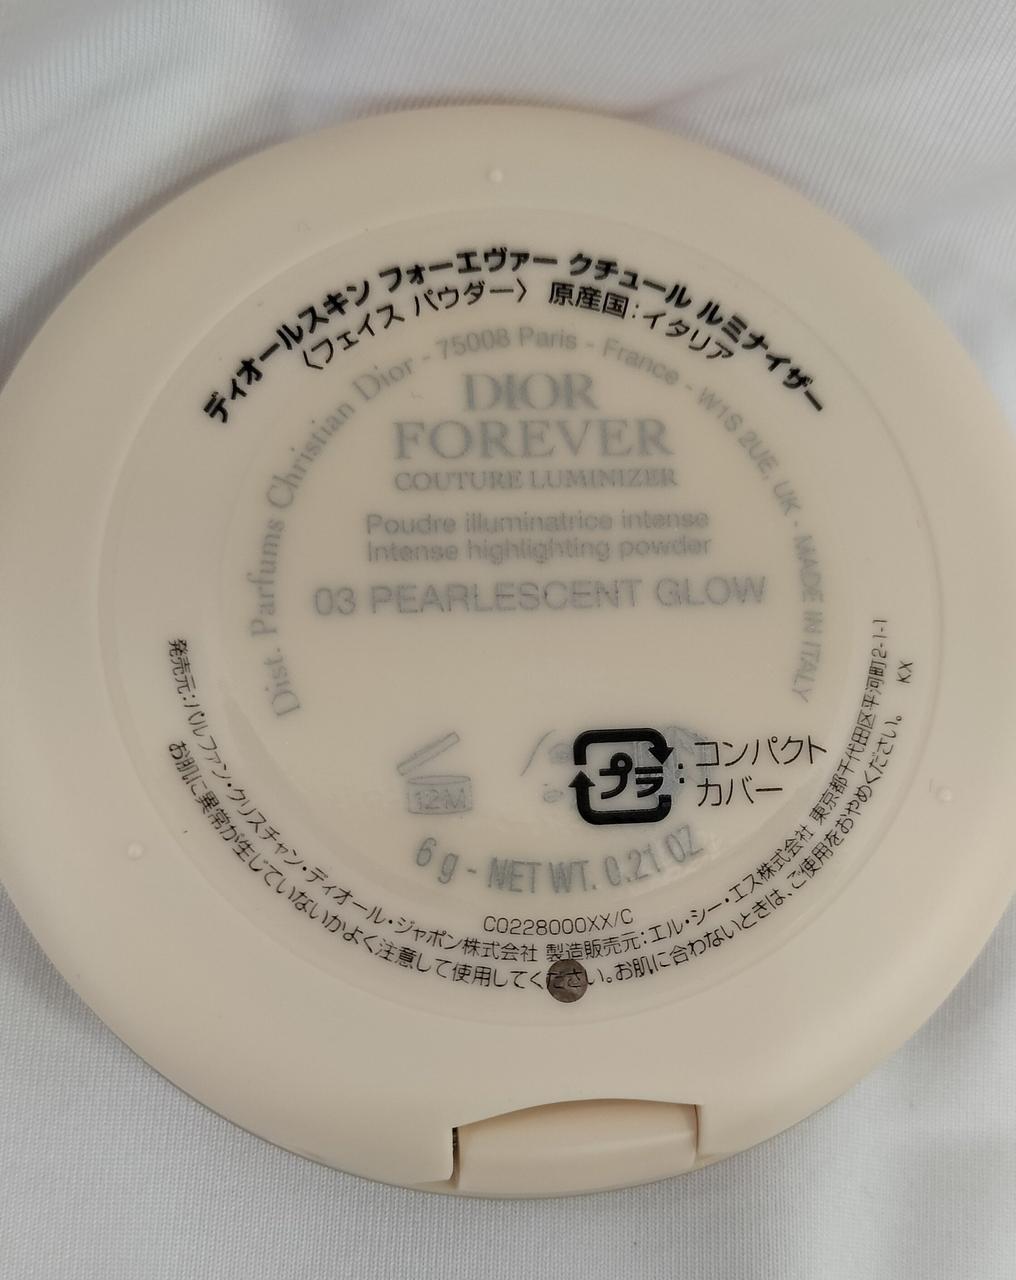 ディオールスキン フォーエヴァー クチュール ルミナイザー
〈フェイス パウダー〉 原産国:イタリア
Dist. Parfums Christian Dior - 75008 Paris - France - W1S 2UE, UK - MADE IN ITALY
DIOR
FOREVER
COUTURE LUMINIZER
Poudre illuminatrice intense
Intense highlighting powder
03 PEARLESCENT GLOW
12M
プラ : コンパクト
カバー
6 g - NET WT. 0.21 OZ
C0228000XX/C
発売元:パルファン・クリスチャン・ディオール・ジャポン株式会社 製造販売元:エル・シー・エス株式会社 東京都千代田区平河町2-1-1
お肌に異常が生じていないかよく注意して使用してください。お肌に合わないときは、ご使用をおやめください。 KX